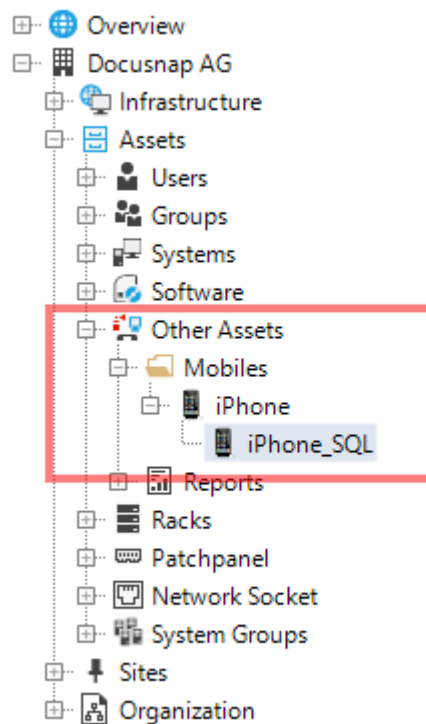 Overview
Docusnap AG
Infrastructure
Assets
Users
Groups
Systems
Software
Other Assets
Mobiles
iPhone
iPhone_SQL
Reports
Racks
Patchpanel
Network Socket
System Groups
Sites
Organization